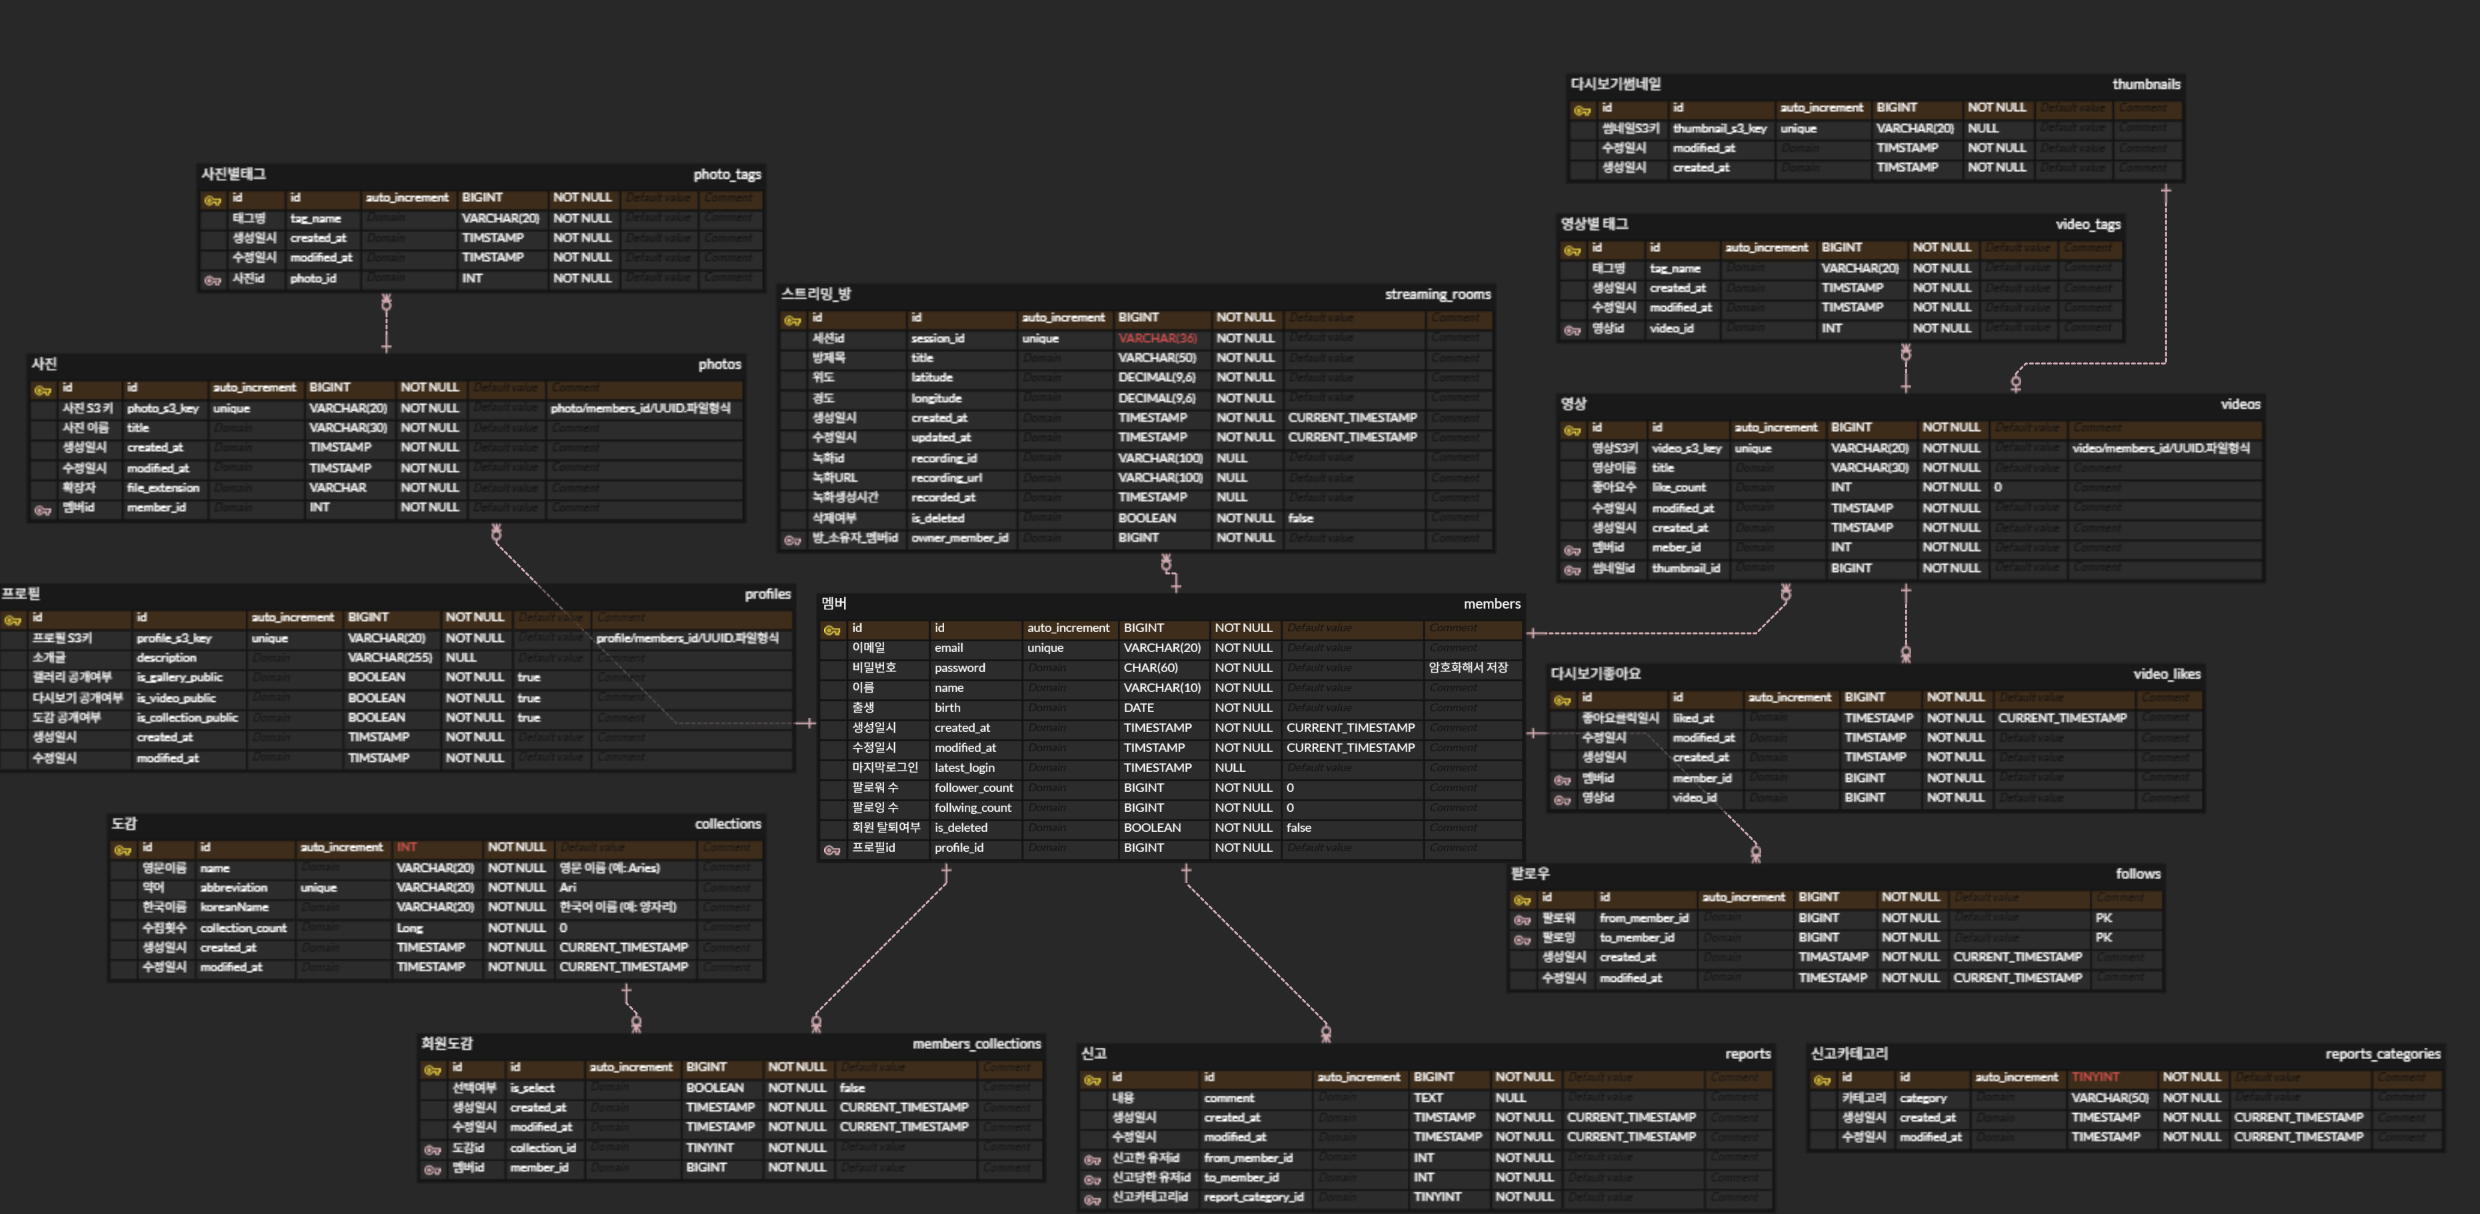 다시보기썸네일 thumbnails
id id auto_increment BIGINT NOT NULL Default value Comment
썸네일S3키 thumbnail_s3_key unique VARCHAR(20) NULL Default value Comment
수정일시 modified_at Domain TIMSTAMP NOT NULL Default value Comment
생성일시 created_at Domain TIMSTAMP NOT NULL Default value Comment
사진별태그 photo_tags
id id auto_increment BIGINT NOT NULL Default value Comment
태그명 tag_name Domain VARCHAR(20) NOT NULL Default value Comment
생성일시 created_at Domain TIMSTAMP NOT NULL Default value Comment
수정일시 modified_at Domain TIMSTAMP NOT NULL Default value Comment
사진id photo_id Domain INT NOT NULL Default value Comment
영상별 태그 video_tags
id id auto_increment BIGINT NOT NULL Default value Comment
태그명 tag_name Domain VARCHAR(20) NOT NULL Default value Comment
생성일시 created_at Domain TIMSTAMP NOT NULL Default value Comment
수정일시 modified_at Domain TIMSTAMP NOT NULL Default value Comment
영상id video_id Domain INT NOT NULL Default value Comment
스트리밍_방 streaming_rooms
id id auto_increment BIGINT NOT NULL Default value Comment
세션id session_id unique VARCHAR(36) NOT NULL Default value Comment
방제목 title Domain VARCHAR(50) NOT NULL Default value Comment
위도 latitude Domain DECIMAL(9,6) NOT NULL Default value Comment
경도 longitude Domain DECIMAL(9,6) NOT NULL Default value Comment
생성일시 created_at Domain TIMESTAMP NOT NULL CURRENT_TIMESTAMP Comment
수정일시 updated_at Domain TIMESTAMP NOT NULL CURRENT_TIMESTAMP Comment
녹화id recording_id Domain VARCHAR(100) NULL Default value Comment
녹화URL recording_url Domain VARCHAR(100) NULL Default value Comment
녹화생성시간 recorded_at Domain TIMESTAMP NULL Default value Comment
삭제여부 is_deleted Domain BOOLEAN NOT NULL false Comment
방_소유자_멤버id owner_member_id Domain BIGINT NOT NULL Default value Comment
사진 photos
id id auto_increment BIGINT NOT NULL Default value Comment
사진 S3 키 photo_s3_key unique VARCHAR(20) NOT NULL Default value photo/members_id/UUID.파일형식
사진 이름 title Domain VARCHAR(30) NOT NULL Default value Comment
생성일시 created_at Domain TIMSTAMP NOT NULL Default value Comment
수정일시 modified_at Domain TIMSTAMP NOT NULL Default value Comment
확장자 file_extension Domain VARCHAR NOT NULL Default value Comment
멤버id member_id Domain INT NOT NULL Default value Comment
영상 videos
id id auto_increment BIGINT NOT NULL Default value Comment
영상S3키 video_s3_key unique VARCHAR(20) NOT NULL Default value video/members_id/UUID.파일형식
영상이름 title Domain VARCHAR(30) NOT NULL Default value Comment
좋아요수 like_count Domain INT NOT NULL 0 Comment
수정일시 modified_at Domain TIMSTAMP NOT NULL Default value Comment
생성일시 created_at Domain TIMSTAMP NOT NULL Default value Comment
멤버id meber_id Domain INT NOT NULL Default value Comment
썸네일id thumbnail_id Domain BIGINT NOT NULL Default value Comment
프로필 profiles
id id auto_increment BIGINT NOT NULL Default value Comment
프로필 S3키 profile_s3_key unique VARCHAR(20) NOT NULL Default value profile/members_id/UUID.파일형식
소개글 description Domain VARCHAR(255) NULL Default value Comment
갤러리 공개여부 is_gallery_public Domain BOOLEAN NOT NULL true Comment
다시보기 공개여부 is_video_public Domain BOOLEAN NOT NULL true Comment
도감 공개여부 is_collection_public Domain BOOLEAN NOT NULL true Comment
생성일시 created_at Domain TIMSTAMP NOT NULL Default value Comment
수정일시 modified_at Domain TIMSTAMP NOT NULL Default value Comment
멤버 members
id id auto_increment BIGINT NOT NULL Default value Comment
이메일 email unique VARCHAR(20) NOT NULL Default value Comment
비밀번호 password Domain CHAR(60) NOT NULL Default value 암호화해서 저장
이름 name Domain VARCHAR(10) NOT NULL Default value Comment
출생 birth Domain DATE NOT NULL Default value Comment
생성일시 created_at Domain TIMESTAMP NOT NULL CURRENT_TIMESTAMP Comment
수정일시 modified_at Domain TIMSTAMP NOT NULL CURRENT_TIMESTAMP Comment
마지막로그인 latest_login Domain TIMESTAMP NULL Default value Comment
팔로워 수 follower_count Domain BIGINT NOT NULL 0 Comment
팔로잉 수 follwing_count Domain BIGINT NOT NULL 0 Comment
회원 탈퇴여부 is_deleted Domain BOOLEAN NOT NULL false Comment
프로필id profile_id Domain BIGINT NOT NULL Default value Comment
다시보기좋아요 video_likes
id id auto_increment BIGINT NOT NULL Default value Comment
좋아요클릭일시 liked_at Domain TIMESTAMP NOT NULL CURRENT_TIMESTAMP Comment
수정일시 modified_at Domain TIMSTAMP NOT NULL Default value Comment
생성일시 created_at Domain TIMSTAMP NOT NULL Default value Comment
멤버id member_id Domain BIGINT NOT NULL Default value Comment
영상id video_id Domain BIGINT NOT NULL Default value Comment
도감 collections
id id auto_increment INT NOT NULL Default value Comment
영문이름 name Domain VARCHAR(20) NOT NULL 영문 이름 (예: Aries) Comment
약어 abbreviation unique VARCHAR(20) NOT NULL Ari Comment
한국이름 koreanName Domain VARCHAR(20) NOT NULL 한국어 이름 (예: 양자리) Comment
수집횟수 collection_count Domain Long NOT NULL 0 Comment
생성일시 created_at Domain TIMESTAMP NOT NULL CURRENT_TIMESTAMP Comment
수정일시 modified_at Domain TIMESTAMP NOT NULL CURRENT_TIMESTAMP Comment
팔로우 follows
id id auto_increment BIGINT NOT NULL Default value Comment
팔로워 from_member_id Domain BIGINT NOT NULL Default value PK
팔로잉 to_member_id Domain BIGINT NOT NULL Default value PK
생성일시 created_at Domain TIMASTAMP NOT NULL CURRENT_TIMESTAMP Comment
수정일시 modified_at Domain TIMESTAMP NOT NULL CURRENT_TIMESTAMP Comment
회원도감 members_collections
id id auto_increment BIGINT NOT NULL Default value Comment
선택여부 is_select Domain BOOLEAN NOT NULL false Comment
생성일시 created_at Domain TIMESTAMP NOT NULL CURRENT_TIMESTAMP Comment
수정일시 modified_at Domain TIMESTAMP NOT NULL CURRENT_TIMESTAMP Comment
도감id collection_id Domain TINYINT NOT NULL Default value Comment
멤버id member_id Domain BIGINT NOT NULL Default value Comment
신고 reports
id id auto_increment BIGINT NOT NULL Default value Comment
내용 comment Domain TEXT NULL Default value Comment
생성일시 created_at Domain TIMSTAMP NOT NULL CURRENT_TIMESTAMP Comment
수정일시 modified_at Domain TIMESTAMP NOT NULL CURRENT_TIMESTAMP Comment
신고한 유저id from_member_id Domain INT NOT NULL Default value Comment
신고당한 유저id to_member_id Domain INT NOT NULL Default value Comment
신고카테고리id report_category_id Domain TINYINT NOT NULL Default value Comment
신고카테고리 reports_categories
id id auto_increment TINYINT NOT NULL Default value Comment
카테고리 category Domain VARCHAR(50) NOT NULL Default value Comment
생성일시 created_at Domain TIMESTAMP NOT NULL CURRENT_TIMESTAMP Comment
수정일시 modified_at Domain TIMESTAMP NOT NULL CURRENT_TIMESTAMP Comment